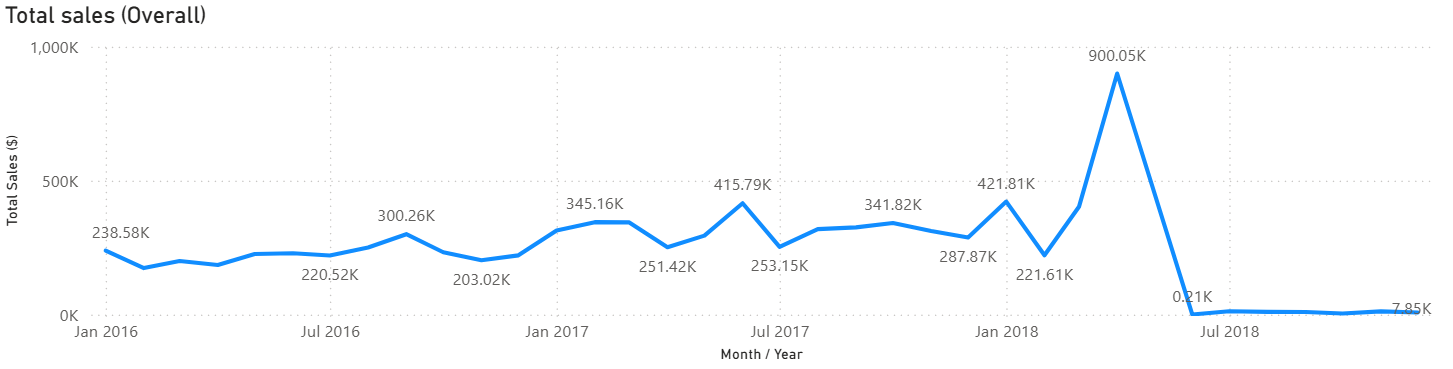 Total sales (Overall)
1,000K
500K
0K
Total Sales ($)
238.58K
220.52K
300.26K
203.02K
345.16K
251.42K
415.79K
253.15K
341.82K
287.87K
421.81K
221.61K
900.05K
0.21K
7.85K
Jan 2016
Jul 2016
Jan 2017
Jul 2017
Jan 2018
Jul 2018
Month / Year